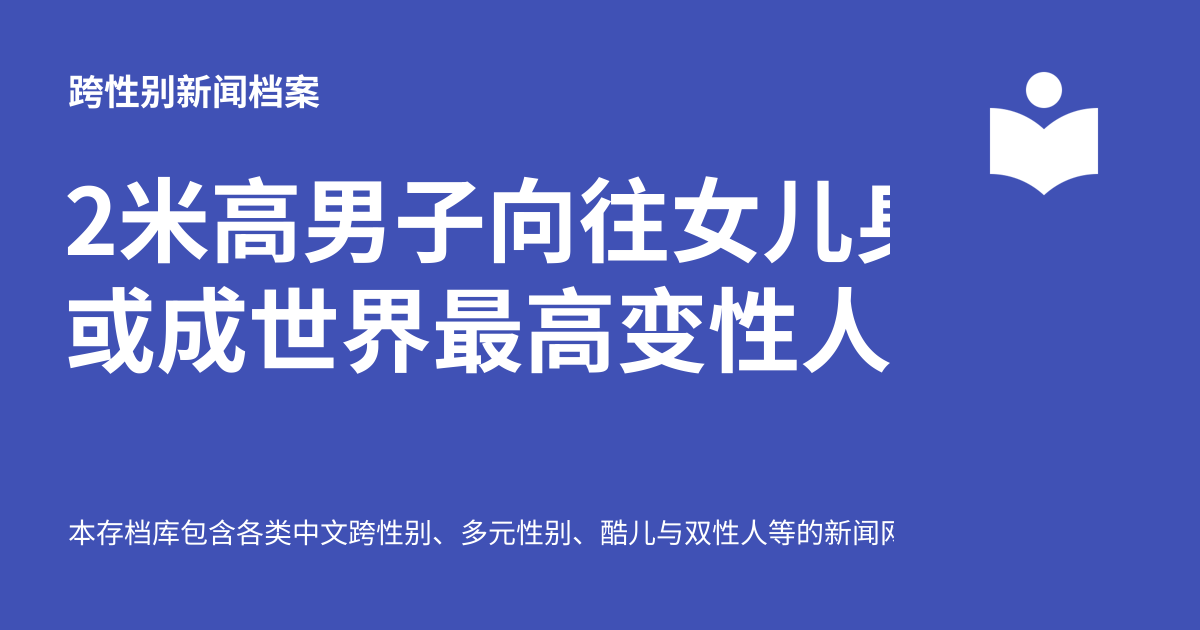 跨性别新闻档案
2米高男子向往女儿
或成世界最高变性人
本存档库包含各类中文跨性别、多元性别、酷儿与双性人等的新闻